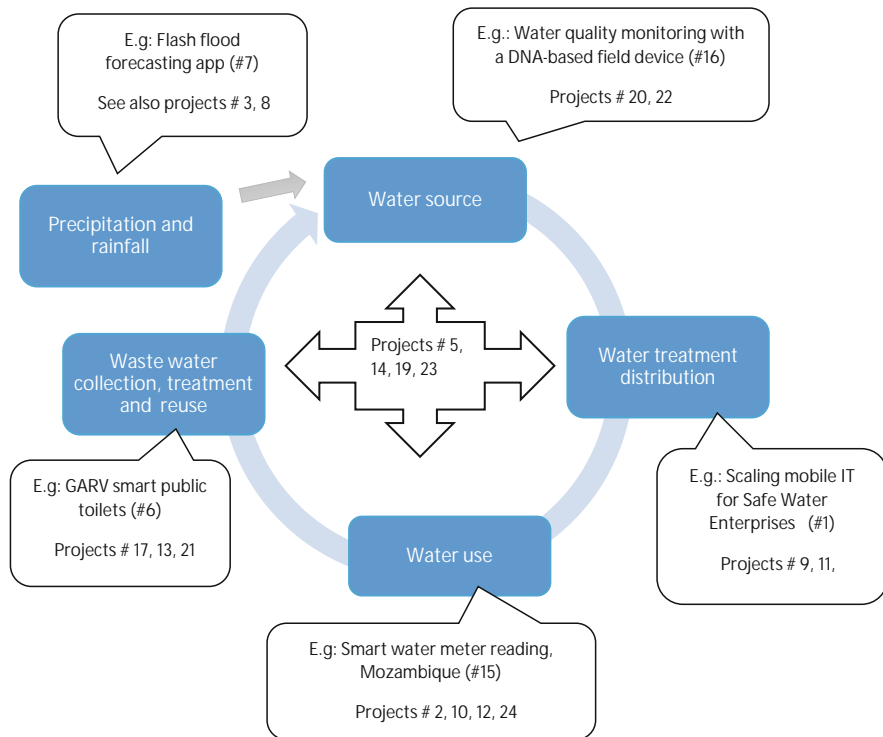 E.g: Flash flood
forecasting app (#7)
See also projects # 3, 8
E.g.: Water quality monitoring with
a DNA-based field device (#16)
Projects # 20, 22
Precipitation and
rainfall
Water source
Waste water
collection, treatment
and reuse
Projects # 5,
14, 19, 23
Water treatment
distribution
E.g: GARV smart public
toilets (#6)
Projects # 17, 13, 21
Water use
E.g.: Scaling mobile IT
for Safe Water
Enterprises (#1)
Projects # 9, 11,
E.g: Smart water meter reading,
Mozambique (#15)
Projects # 2, 10, 12, 24